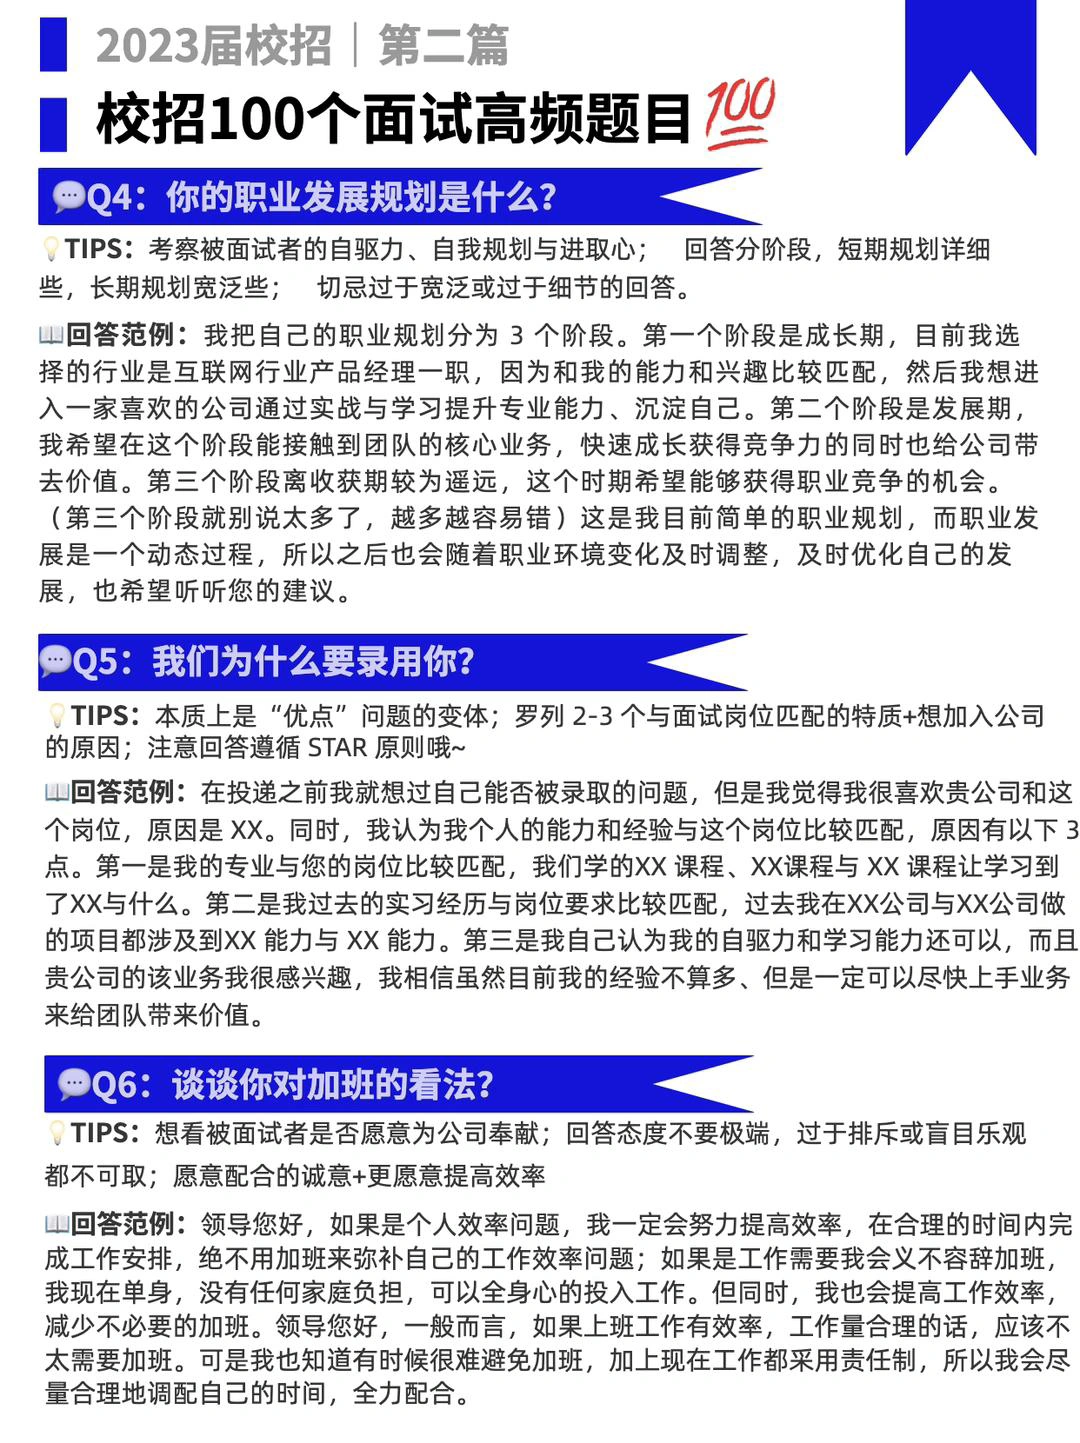 2023届校招｜第二篇
校招100个面试高频题目💯
💬Q4：你的职业发展规划是什么？
💡TIPS：考察被面试者的自驱力、自我规划与进取心； 回答分阶段，短期规划详细
些，长期规划宽泛些； 切忌过于宽泛或过于细节的回答。
📖回答范例：我把自己的职业规划分为 3 个阶段。第一个阶段是成长期，目前我选
择的行业是互联网行业产品经理一职，因为和我的能力和兴趣比较匹配，然后我想进
入一家喜欢的公司通过实战与学习提升专业能力、沉淀自己。第二个阶段是发展期，
我希望在这个阶段能接触到团队的核心业务，快速成长获得竞争力的同时也给公司带
去价值。第三个阶段离收获期较为遥远，这个时期希望能够获得职业竞争的机会。
（第三个阶段就别说太多了，越多越容易错）这是我目前简单的职业规划，而职业发
展是一个动态过程，所以之后也会随着职业环境变化及时调整，及时优化自己的发
展，也希望听听您的建议。
💬Q5：我们为什么要录用你？
💡TIPS：本质上是“优点”问题的变体；罗列 2-3 个与面试岗位匹配的特质+想加入公司
的原因；注意回答遵循 STAR 原则哦~
📖回答范例：在投递之前我就想过自己能否被录取的问题，但是我觉得我很喜欢贵公司和这
个岗位，原因是 XX。同时，我认为我个人的能力和经验与这个岗位比较匹配，原因有以下 3
点。第一是我的专业与您的岗位比较匹配，我们学的XX 课程、XX课程与 XX 课程让学习到
了XX与什么。第二是我过去的实习经历与岗位要求比较匹配，过去我在XX公司与XX公司做
的项目都涉及到XX 能力与 XX 能力。第三是我自己认为我的自驱力和学习能力还可以，而且
贵公司的该业务我很感兴趣，我相信虽然目前我的经验不算多、但是一定可以尽快上手业务
来给团队带来价值。
💬Q6：谈谈你对加班的看法？
💡TIPS：想看被面试者是否愿意为公司奉献；回答态度不要极端，过于排斥或盲目乐观
都不可取；愿意配合的诚意+更愿意提高效率
📖回答范例：领导您好，如果是个人效率问题，我一定会努力提高效率，在合理的时间内完
成工作安排，绝不用加班来弥补自己的工作效率问题；如果是工作需要我会义不容辞加班，
我现在单身，没有任何家庭负担，可以全身心的投入工作。但同时，我也会提高工作效率，
减少不必要的加班。领导您好，一般而言，如果上班工作有效率，工作量合理的话，应该不
太需要加班。可是我也知道有时候很难避免加班，加上现在工作都采用责任制，所以我会尽
量合理地调配自己的时间，全力配合。